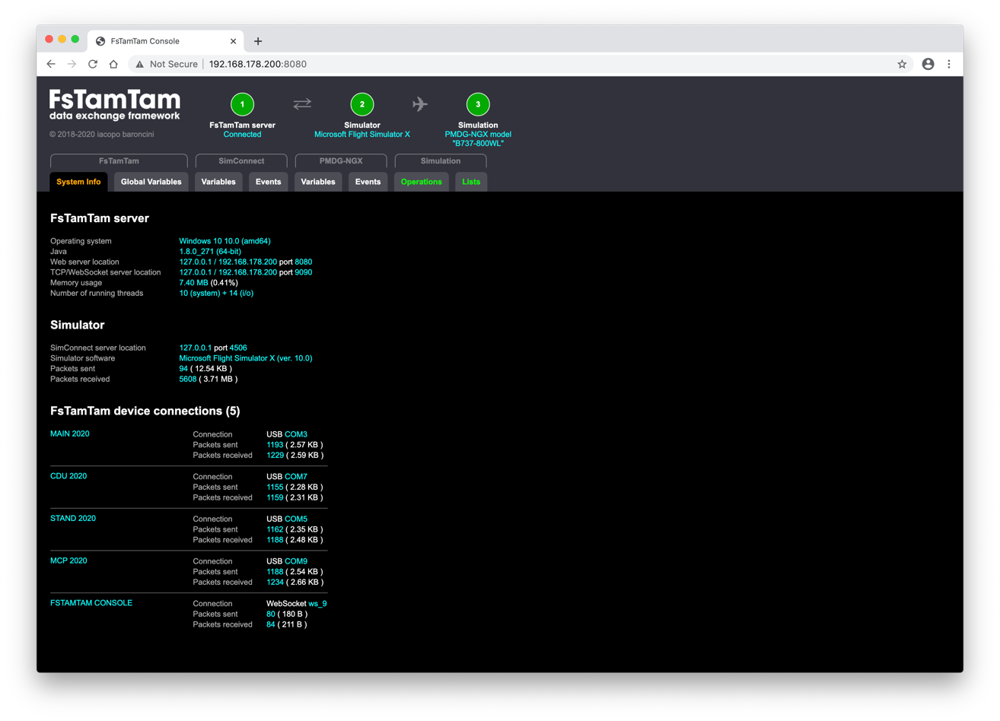 FsTamTam Console
Not Secure 192.168.178.200:8080
FsTamTam
data exchange framework
© 2018-2020 iacopo baroncini
1
FsTamTam server
Connected
2
Simulator
Microsoft Flight Simulator X
3
Simulation
PMDG-NGX model
"B737-800WL"
FsTamTam SimConnect PMDG-NGX Simulation
System Info Global Variables Variables Events Variables Events Operations Lists
FsTamTam server
Operating system Windows 10 10.0 (amd64)
Java 1.8.0_271 (64-bit)
Web server location 127.0.0.1 / 192.168.178.200 port 8080
TCP/WebSocket server location 127.0.0.1 / 192.168.178.200 port 9090
Memory usage 7.40 MB (0.41%)
Number of running threads 10 (system) + 14 (i/o)
Simulator
SimConnect server location 127.0.0.1 port 4506
Simulator software Microsoft Flight Simulator X (ver. 10.0)
Packets sent 94 ( 12.54 KB )
Packets received 5608 ( 3.71 MB )
FsTamTam device connections (5)
MAIN 2020 Connection USB COM3
Packets sent 1193 ( 2.57 KB )
Packets received 1229 ( 2.59 KB )
CDU 2020 Connection USB COM7
Packets sent 1155 ( 2.28 KB )
Packets received 1159 ( 2.31 KB )
STAND 2020 Connection USB COM5
Packets sent 1162 ( 2.35 KB )
Packets received 1188 ( 2.48 KB )
MCP 2020 Connection USB COM9
Packets sent 1188 ( 2.54 KB )
Packets received 1234 ( 2.66 KB )
FSTAMTAM CONSOLE Connection WebSocket ws_9
Packets sent 80 ( 180 B )
Packets received 84 ( 211 B )